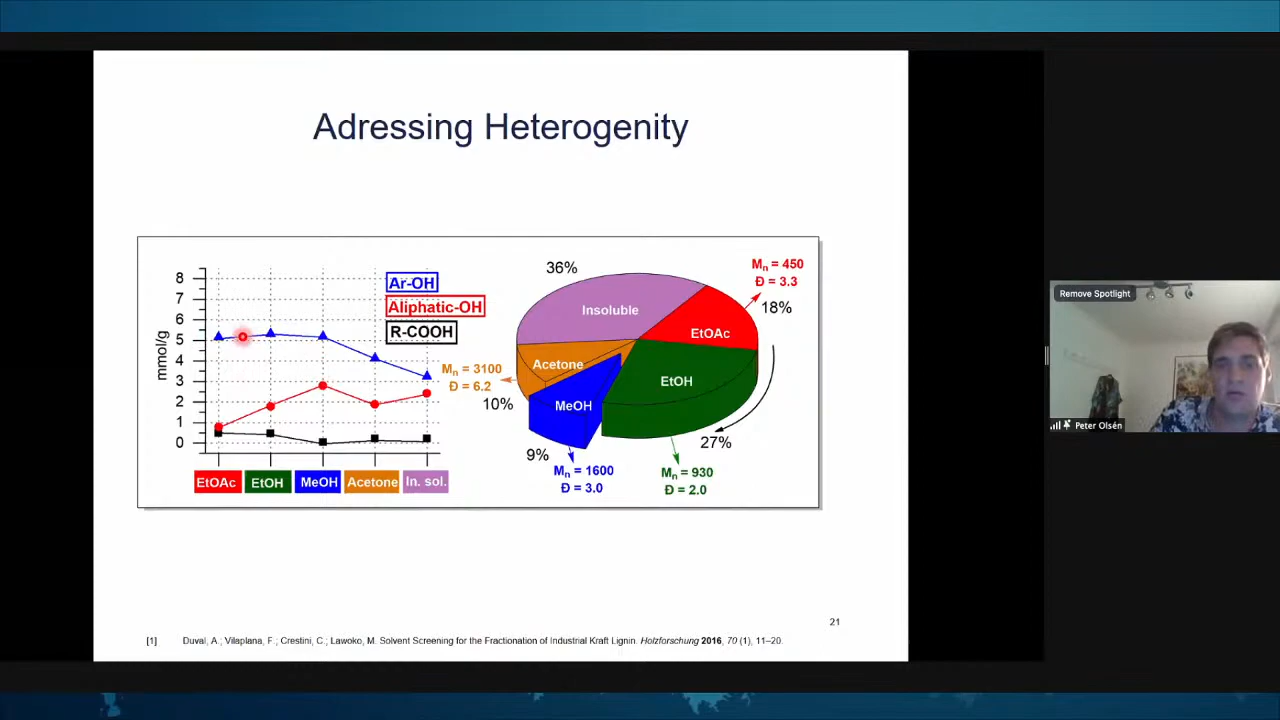 Adressing Heterogenity
8
7
6
5
4
3
2
1
0
mmol/g
Ar-OH
Aliphatic-OH
R-COOH
EtOAc
EtOH
MeOH
Acetone
In. sol.
36%
Insoluble
Mn = 450
Đ = 3.3
18%
EtOAc
EtOH
27%
Mn = 930
Đ = 2.0
MeOH
9%
Mn = 1600
Đ = 3.0
Acetone
Mn = 3100
Đ = 6.2
10%
21
[1] Duval, A.; Vilaplana, F.; Crestini, C.; Lawoko, M. Solvent Screening for the Fractionation of Industrial Kraft Lignin. Holzforschung 2016, 70 (1), 11–20.
Remove Spotlight
Peter Olsén